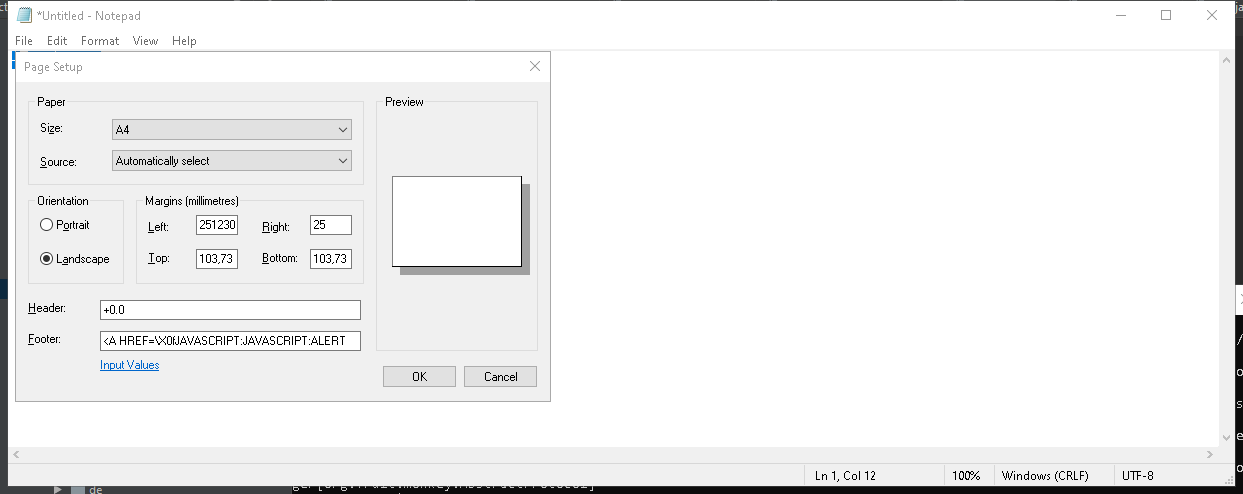 *Untitled - Notepad
File Edit Format View Help
Page Setup
Paper
Size: A4
Source: Automatically select
Preview
Orientation
Portrait
Landscape
Margins (millimetres)
Left: 251230 Right: 25
Top: 103,73 Bottom: 103,73
Header: +0.0
Footer: <A HREF=\X0fJAVASCRIPT:JAVASCRIPT:ALERT
Input Values
OK Cancel
Ln 1, Col 12 100% Windows (CRLF) UTF-8
de